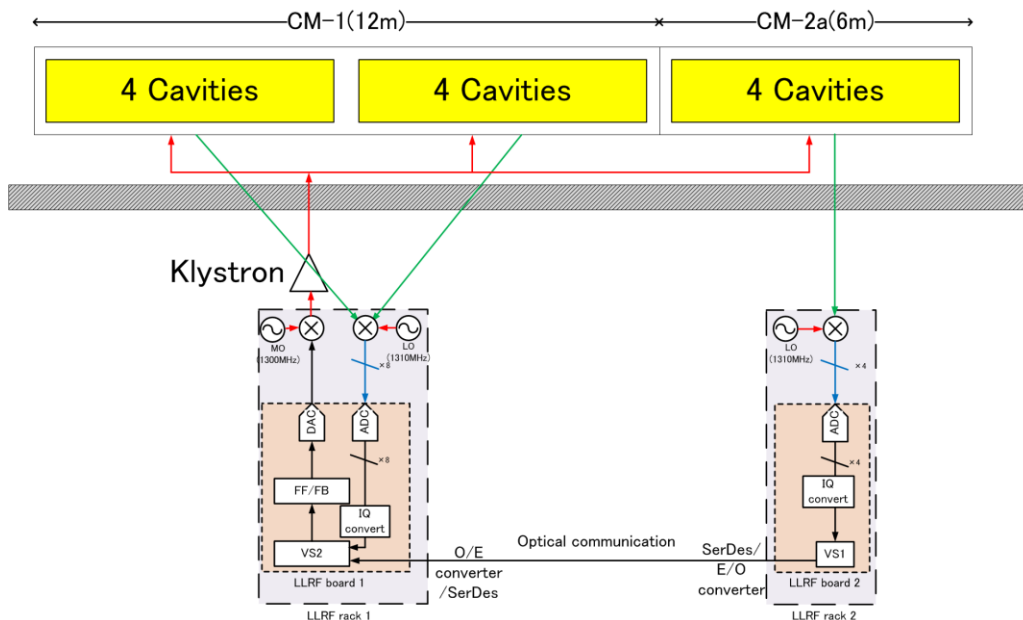 CM-1(12m)
CM-2a(6m)
4 Cavities
4 Cavities
4 Cavities
Klystron
MO
(1300MHz)
LO
(1310MHz)
×8
DAC
ADC
×8
FF/FB
IQ
convert
VS2
LLRF board 1
LLRF rack 1
O/E
converter
/SerDes
Optical communication
SerDes/
E/O
converter
LO
(1310MHz)
×4
ADC
×4
IQ
convert
VS1
LLRF board 2
LLRF rack 2